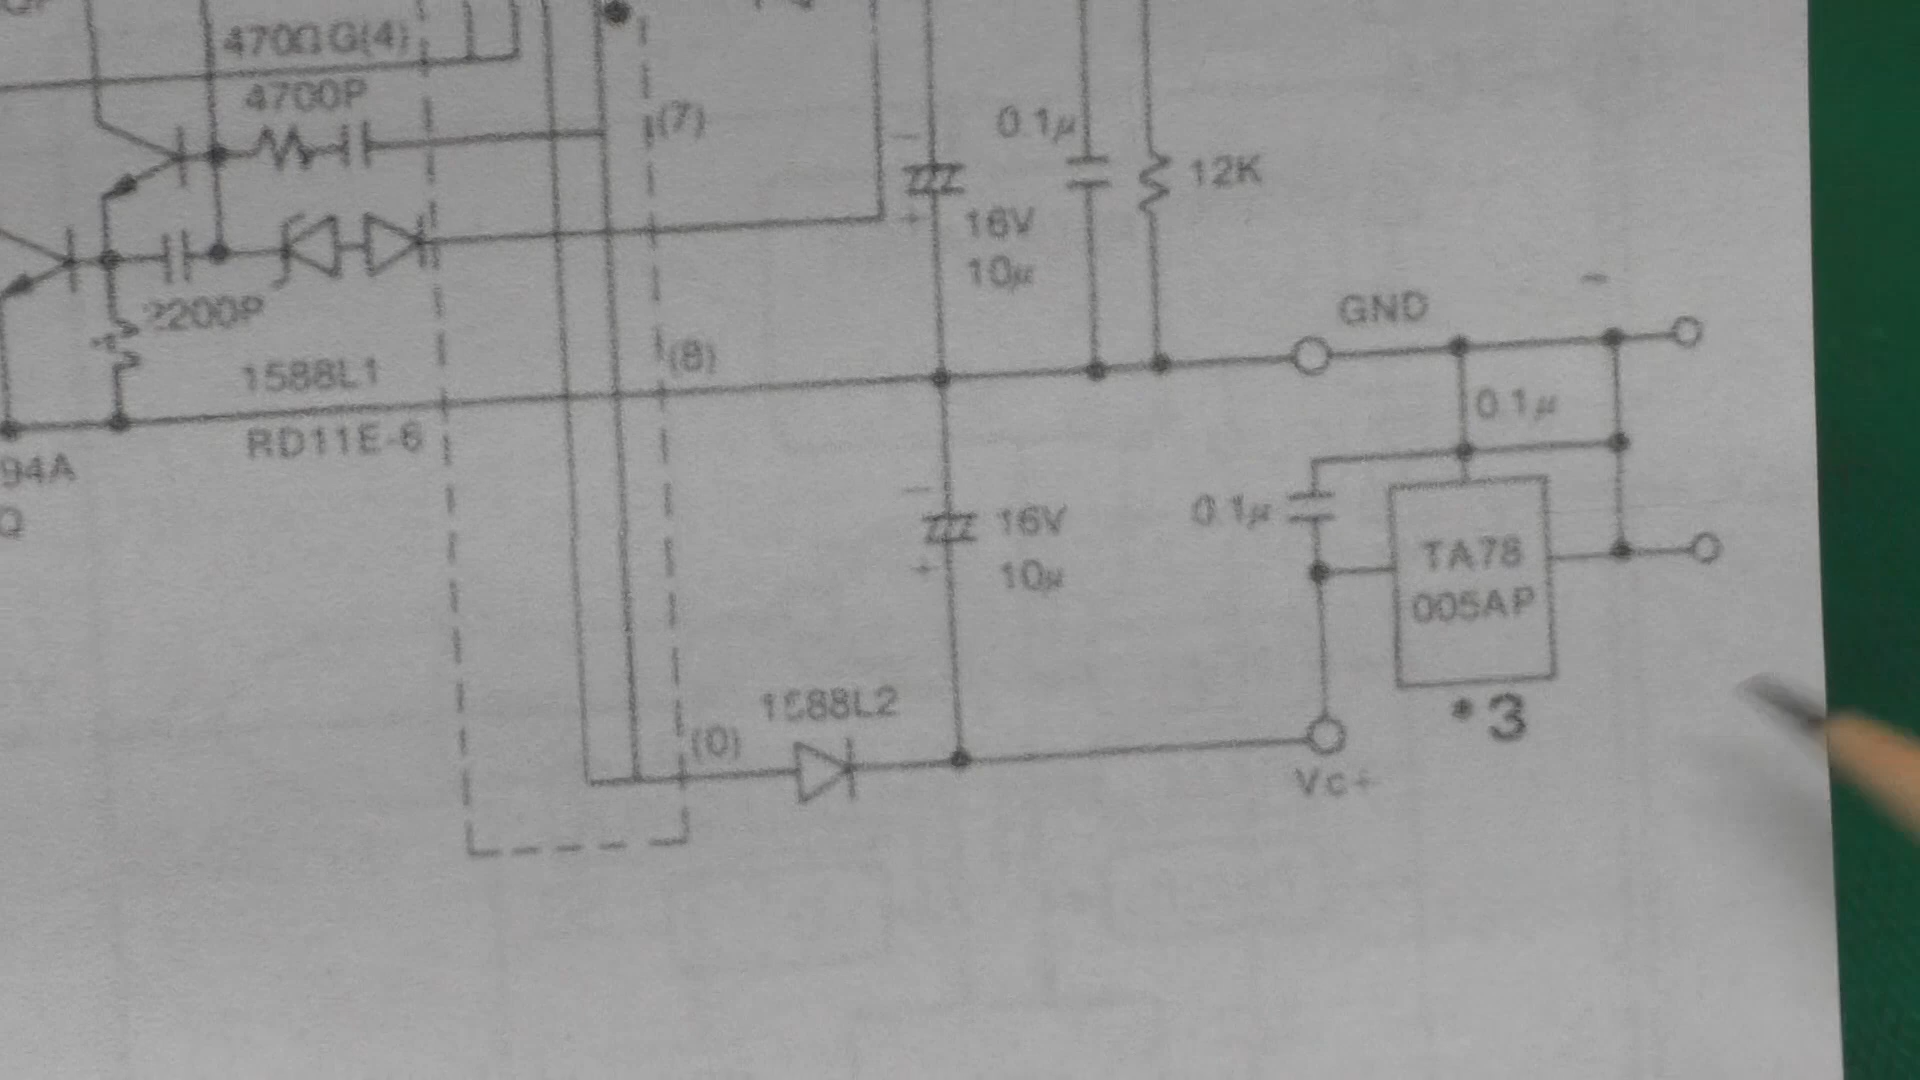 470Ω G(4)
4700P
(7)
0.1μ
12K
16V
10μ
2200P
GND
(8)
1588L1
RD11E-6
0.1μ
94A
Ω
0.1μ
16V
10μ
TA78
005AP
1588L2
*3
(0)
Vc+